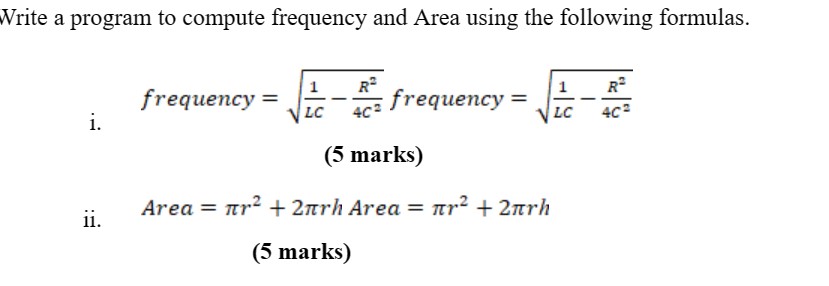 Write a program to compute frequency and Area using the following formulas.
i. frequency = √(1/LC − R²/4C²) frequency = √(1/LC − R²/4C²)
(5 marks)
ii. Area = πr² + 2πrh Area = πr² + 2πrh
(5 marks)